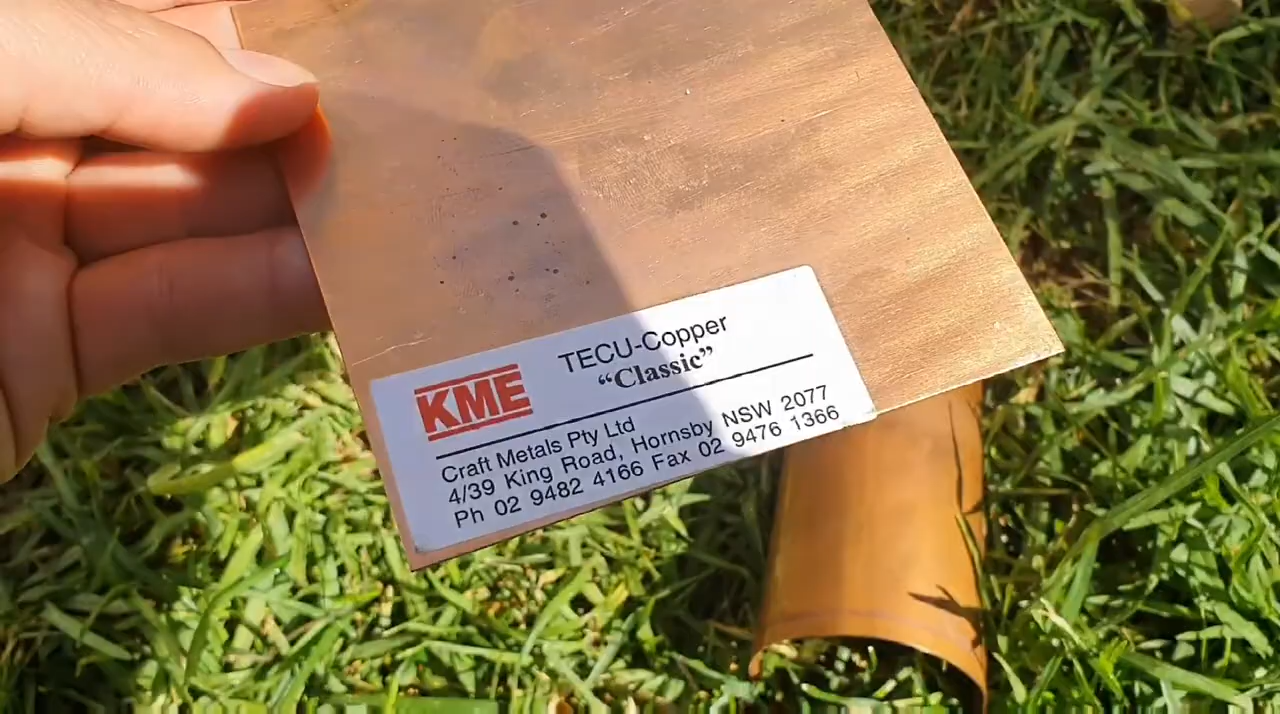 KME
TECU-Copper
“Classic”
Craft Metals Pty Ltd
4/39 King Road, Hornsby NSW 2077
Ph 02 9482 4166 Fax 02 9476 1366